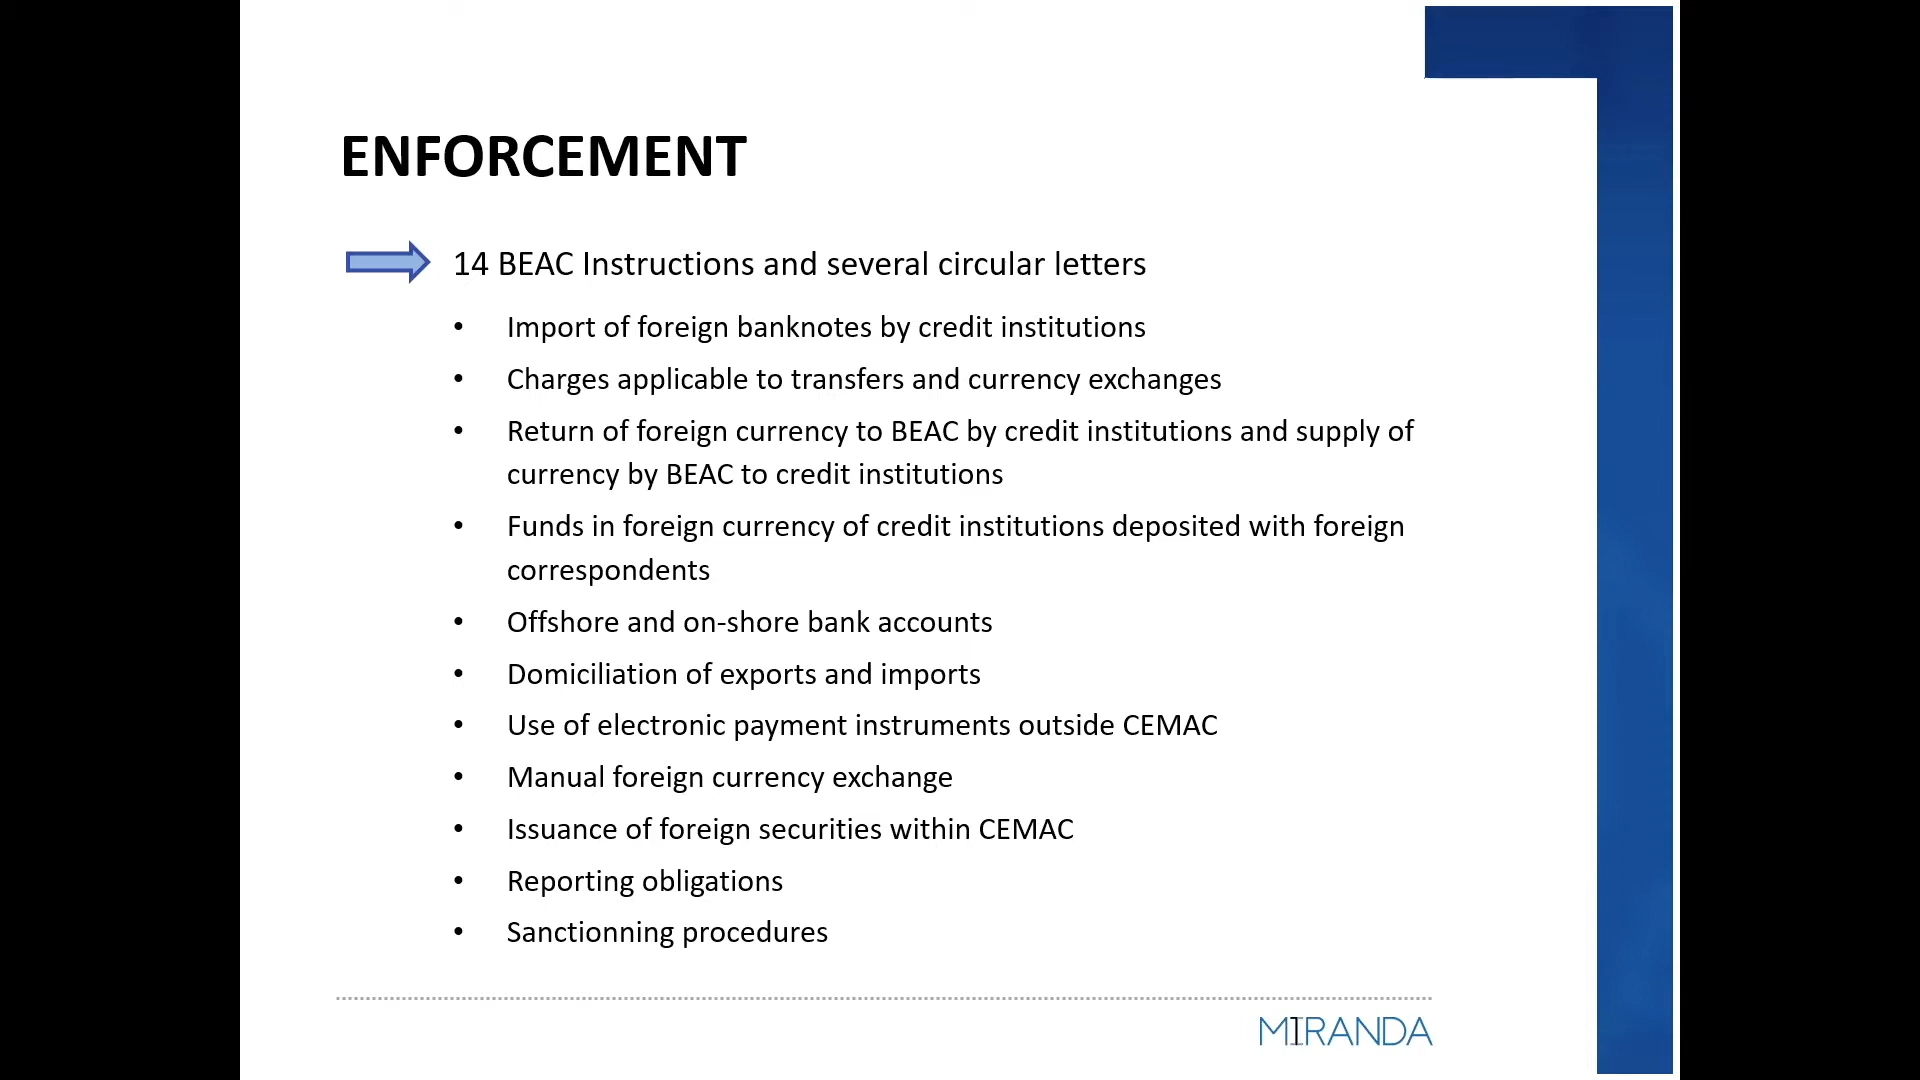 ENFORCEMENT
14 BEAC Instructions and several circular letters
• Import of foreign banknotes by credit institutions
• Charges applicable to transfers and currency exchanges
• Return of foreign currency to BEAC by credit institutions and supply of
currency by BEAC to credit institutions
• Funds in foreign currency of credit institutions deposited with foreign
correspondents
• Offshore and on-shore bank accounts
• Domiciliation of exports and imports
• Use of electronic payment instruments outside CEMAC
• Manual foreign currency exchange
• Issuance of foreign securities within CEMAC
• Reporting obligations
• Sanctionning procedures
MIRANDA